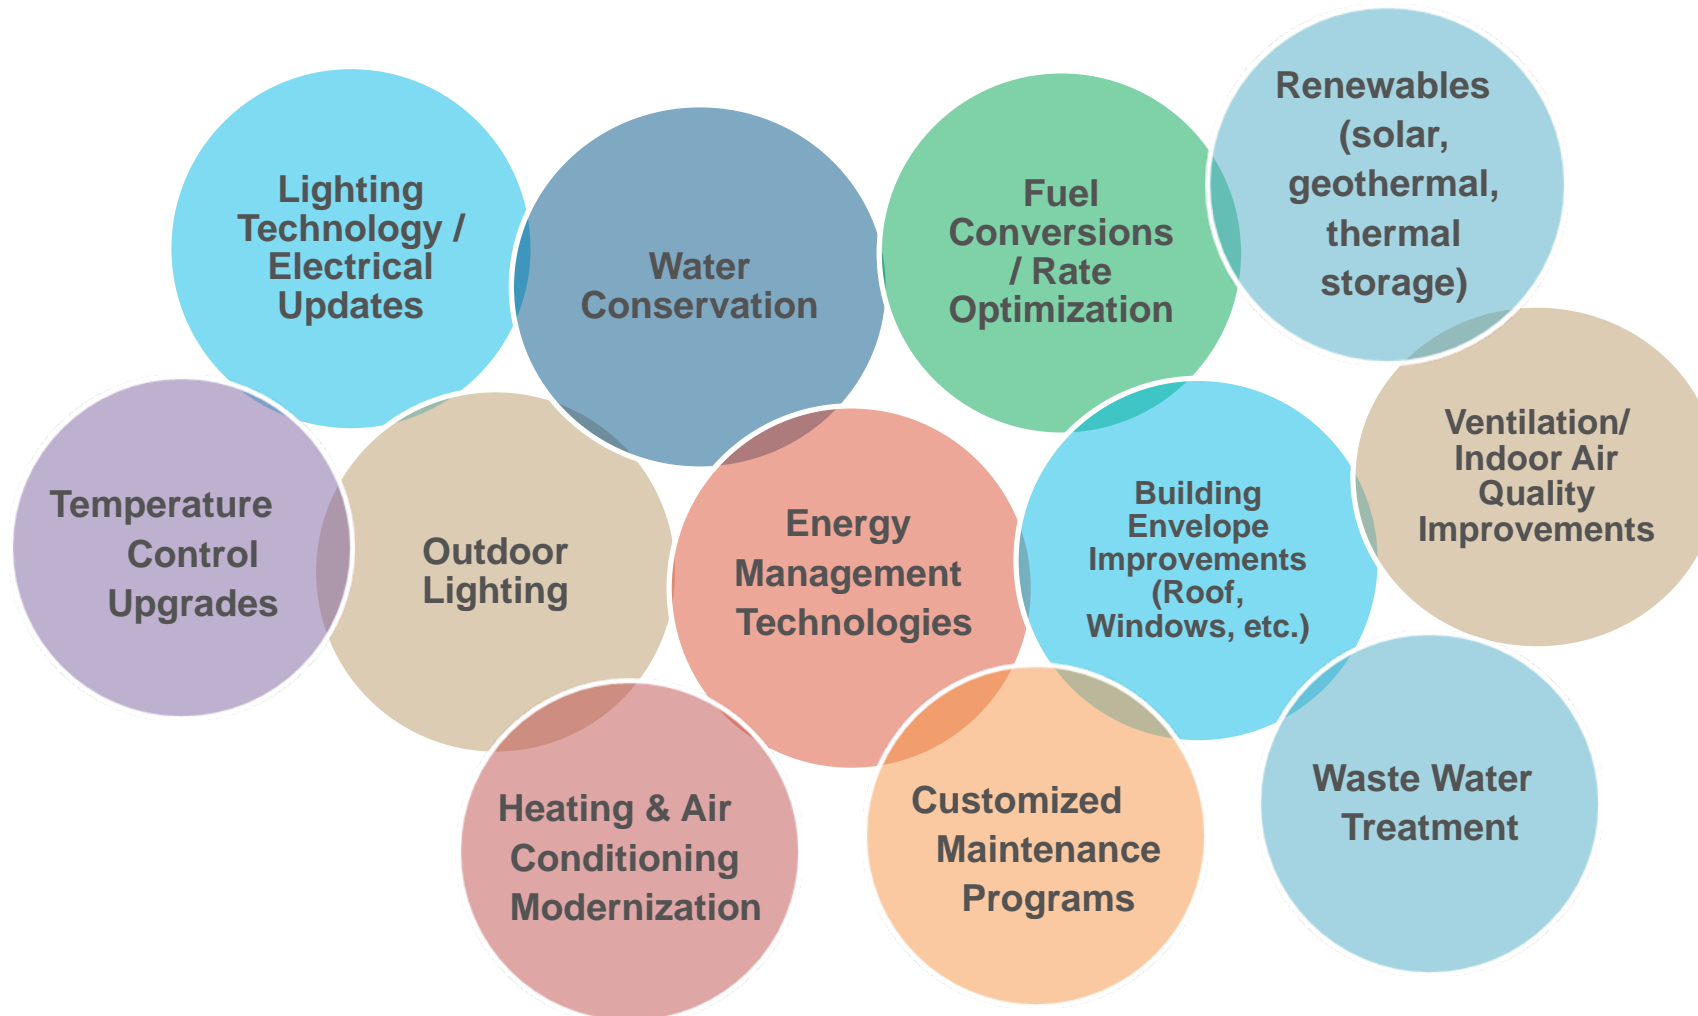 Lighting
Technology /
Electrical
Updates
Water
Conservation
Fuel
Conversions
/ Rate
Optimization
Renewables
(solar,
geothermal,
thermal
storage)
Temperature
Control
Upgrades
Outdoor
Lighting
Energy
Management
Technologies
Building
Envelope
Improvements
(Roof,
Windows, etc.)
Ventilation/
Indoor Air
Quality
Improvements
Heating & Air
Conditioning
Modernization
Customized
Maintenance
Programs
Waste Water
Treatment